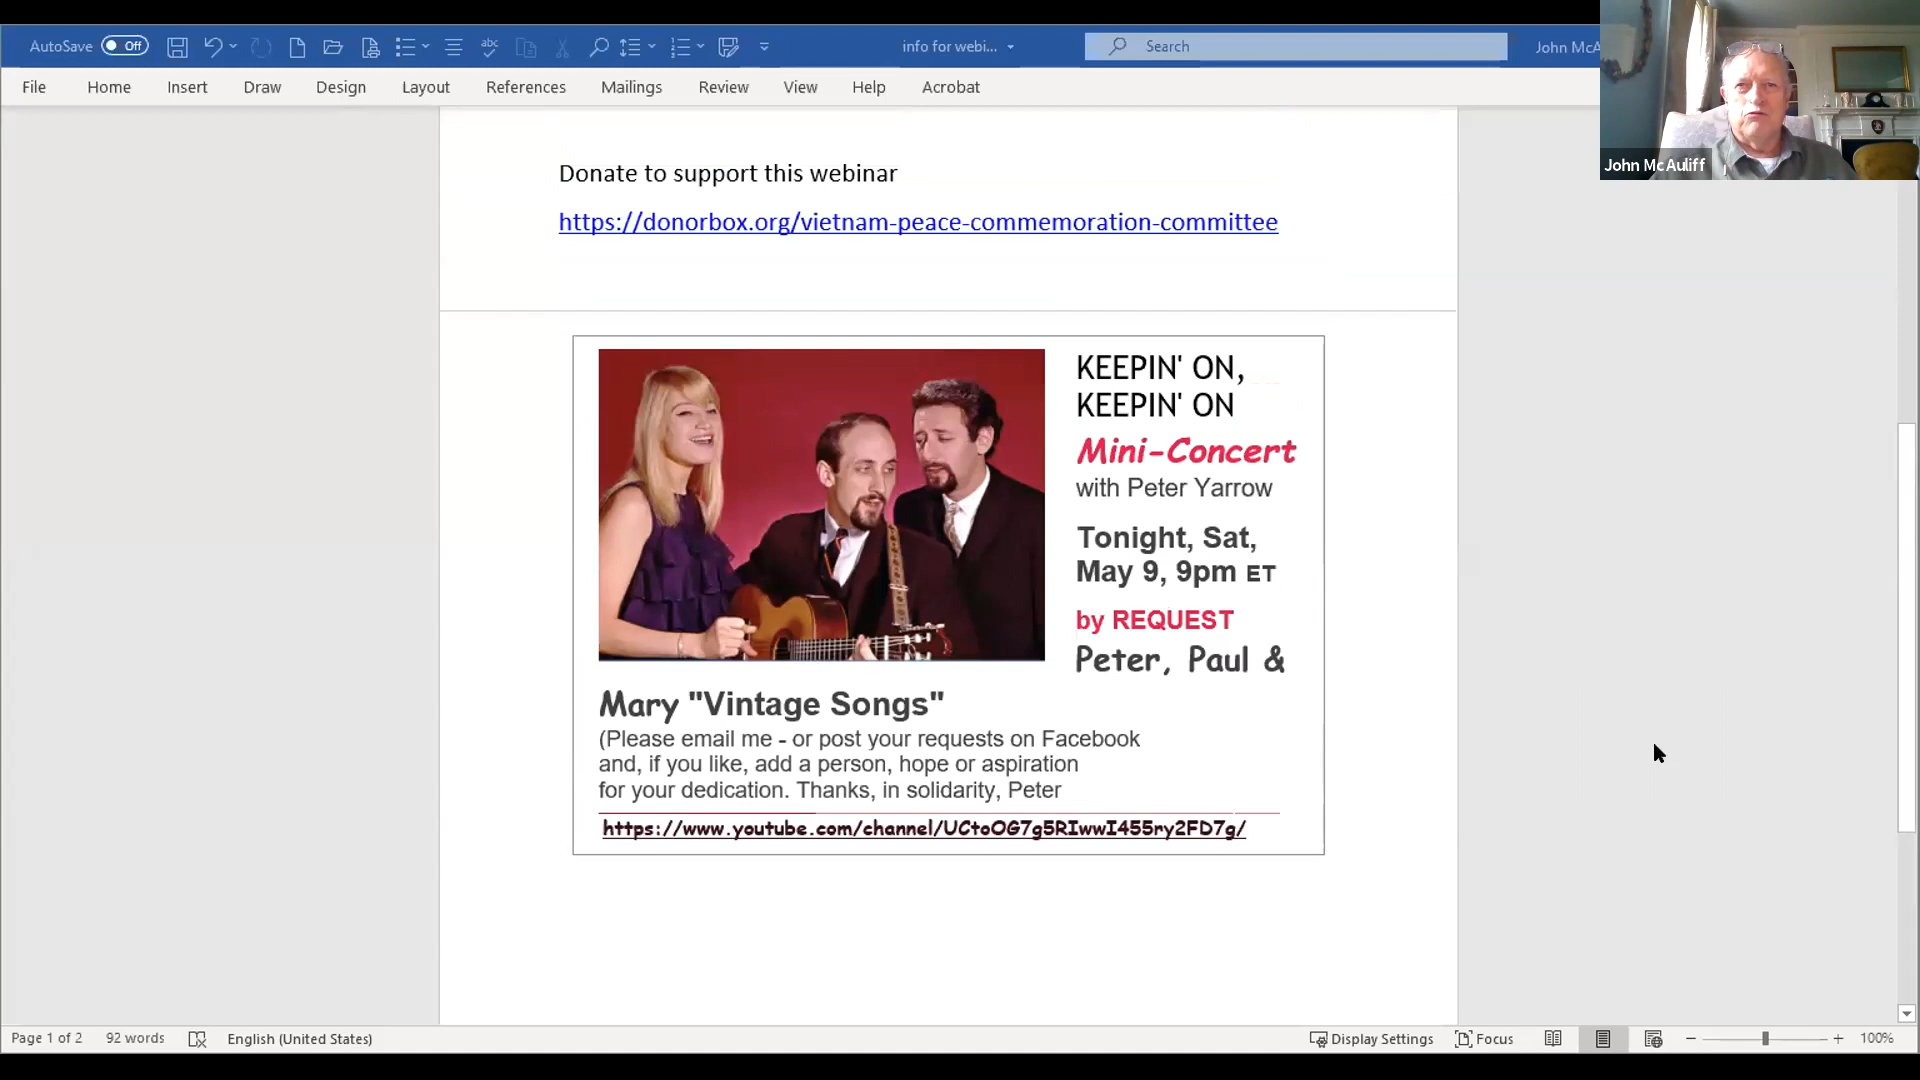 AutoSave Off
info for webi...
Search
John McA
File Home Insert Draw Design Layout References Mailings Review View Help Acrobat
John Mc Auliff
Donate to support this webinar
https://donorbox.org/vietnam-peace-commemoration-committee
KEEPIN' ON,
KEEPIN' ON
Mini-Concert
with Peter Yarrow
Tonight, Sat,
May 9, 9pm ET
by REQUEST
Peter, Paul &
Mary "Vintage Songs"
(Please email me - or post your requests on Facebook
and, if you like, add a person, hope or aspiration
for your dedication. Thanks, in solidarity, Peter
https://www.youtube.com/channel/UCtoOG7g5RIwwI455ry2FD7g/
Page 1 of 2 92 words English (United States) Display Settings Focus 100%